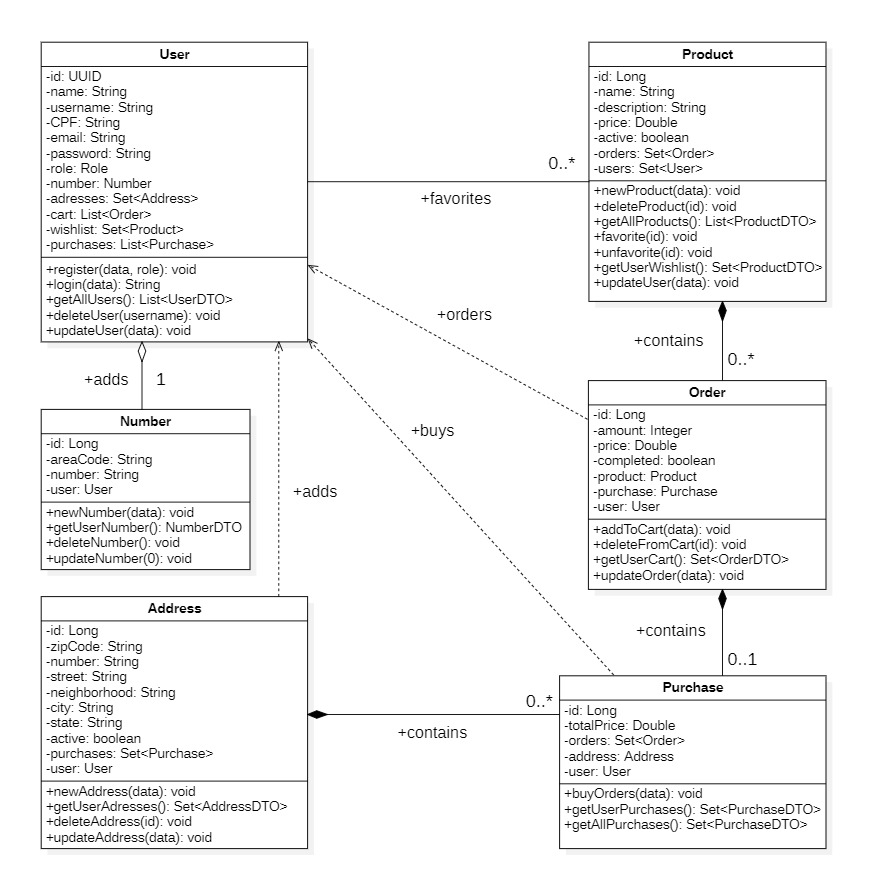 User
-id: UUID
-name: String
-username: String
-CPF: String
-email: String
-password: String
-role: Role
-number: Number
-adresses: Set<Address>
-cart: List<Order>
-wishlist: Set<Product>
-purchases: List<Purchase>
+register(data, role): void
+login(data): String
+getAllUsers(): List<UserDTO>
+deleteUser(username): void
+updateUser(data): void
0..*
+favorites
Product
-id: Long
-name: String
-description: String
-price: Double
-active: boolean
-orders: Set<Order>
-users: Set<User>
+newProduct(data): void
+deleteProduct(id): void
+getAllProducts(): List<ProductDTO>
+favorite(id): void
+unfavorite(id): void
+getUserWishlist(): Set<ProductDTO>
+updateUser(data): void
+orders
+contains
0..*
+adds
1
Number
-id: Long
-areaCode: String
-number: String
-user: User
+newNumber(data): void
+getUserNumber(): NumberDTO
+deleteNumber(): void
+updateNumber(0): void
+buys
+adds
Order
-id: Long
-amount: Integer
-price: Double
-completed: boolean
-product: Product
-purchase: Purchase
-user: User
+addToCart(data): void
+deleteFromCart(id): void
+getUserCart(): Set<OrderDTO>
+updateOrder(data): void
+contains
0..1
Address
-id: Long
-zipCode: String
-number: String
-street: String
-neighborhood: String
-city: String
-state: String
-active: boolean
-purchases: Set<Purchase>
-user: User
+newAddress(data): void
+getUserAdresses(): Set<AddressDTO>
+deleteAddress(id): void
+updateAddress(data): void
0..*
+contains
Purchase
-id: Long
-totalPrice: Double
-orders: Set<Order>
-address: Address
-user: User
+buyOrders(data): void
+getUserPurchases(): Set<PurchaseDTO>
+getAllPurchases(): Set<PurchaseDTO>